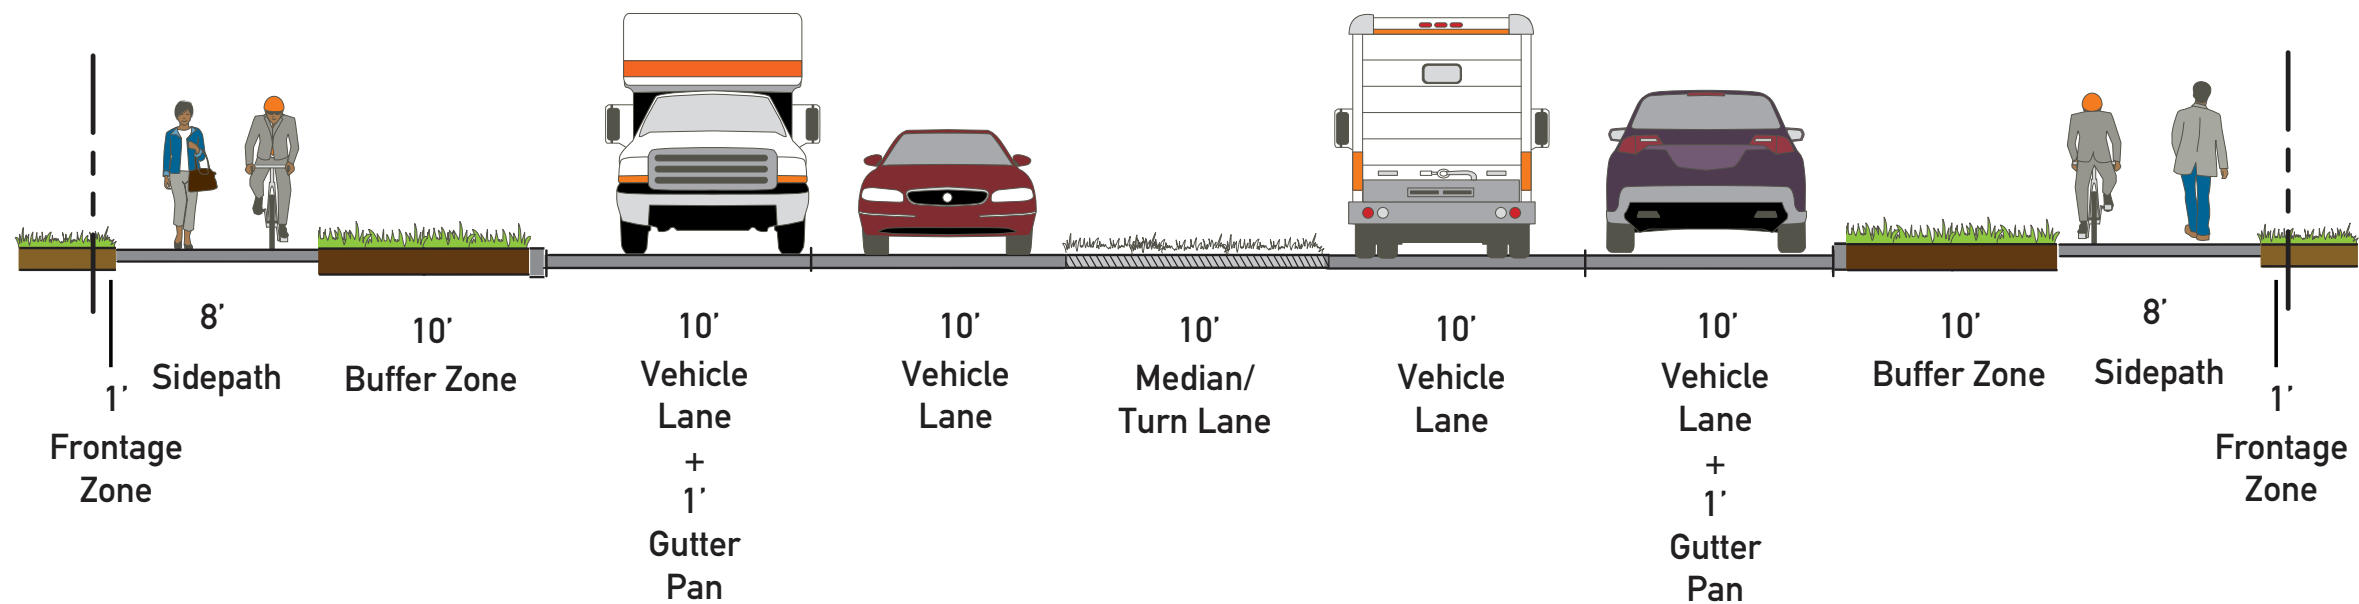 1’
Frontage
Zone
8’
Sidepath
10’
Buffer Zone
10’
Vehicle
Lane
+
1’
Gutter
Pan
10’
Vehicle
Lane
10’
Median/
Turn Lane
10’
Vehicle
Lane
10’
Vehicle
Lane
+
1’
Gutter
Pan
10’
Buffer Zone
8’
Sidepath
1’
Frontage
Zone